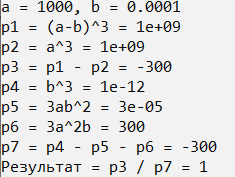 a = 1000, b = 0.0001
p1 = (a-b)^3 = 1e+09
p2 = a^3 = 1e+09
p3 = p1 - p2 = -300
p4 = b^3 = 1e-12
p5 = 3ab^2 = 3e-05
p6 = 3a^2b = 300
p7 = p4 - p5 - p6 = -300
Результат = p3 / p7 = 1